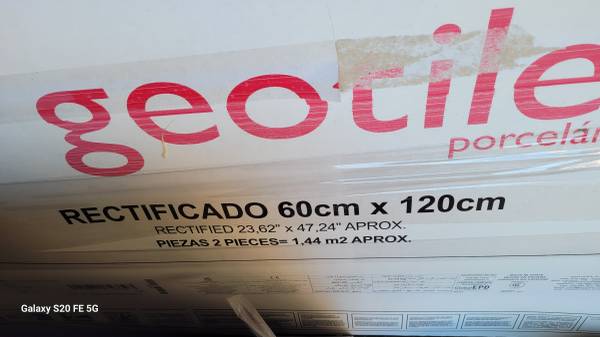 geotile
porcelán
RECTIFICADO 60cm x 120cm
RECTIFIED 23,62" x 47,24" APROX.
PIEZAS 2 PIECES= 1,44 m2 APROX.
EPD
Galaxy S20 FE 5G